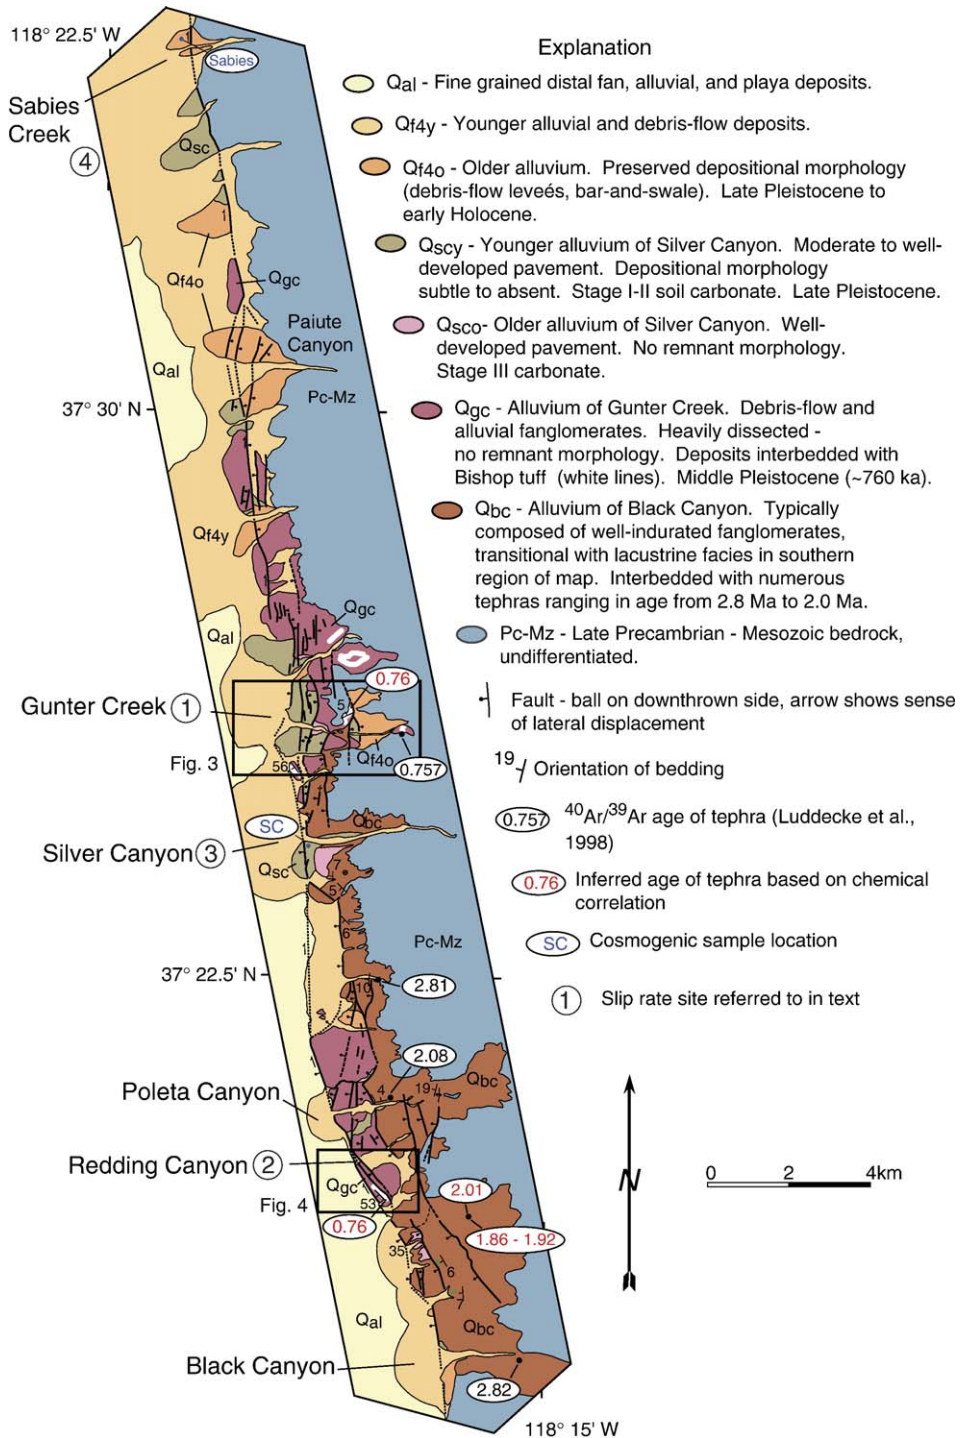 118° 22.5' W
Sabies
Sabies
Creek
4
Qsc
Qf4o
Qgc
Paiute
Canyon
Qal
Pc-Mz
37° 30' N
Qf4y
Qgc
Qal
0.76
Gunter Creek 1
5
Qf4o
Fig. 3
56
0.757
SC
Qbc
Silver Canyon 3
Qsc
7
5
6
Pc-Mz
37° 22.5' N
10
2.81
2.08
Qbc
Poleta Canyon
4
19
Redding Canyon 2
Qgc
Fig. 4
53
2.01
0.76
1.86 - 1.92
35
6
7
Qal
Qbc
Black Canyon
2.82
118° 15' W
Explanation
Qal - Fine grained distal fan, alluvial, and playa deposits.
Qf4y - Younger alluvial and debris-flow deposits.
Qf4o - Older alluvium. Preserved depositional morphology
(debris-flow leveés, bar-and-swale). Late Pleistocene to
early Holocene.
Qscy - Younger alluvium of Silver Canyon. Moderate to well-
developed pavement. Depositional morphology
subtle to absent. Stage I-II soil carbonate. Late Pleistocene.
Qsco- Older alluvium of Silver Canyon. Well-
developed pavement. No remnant morphology.
Stage III carbonate.
Qgc - Alluvium of Gunter Creek. Debris-flow and
alluvial fanglomerates. Heavily dissected -
no remnant morphology. Deposits interbedded with
Bishop tuff (white lines). Middle Pleistocene (~760 ka).
Qbc - Alluvium of Black Canyon. Typically
composed of well-indurated fanglomerates,
transitional with lacustrine facies in southern
region of map. Interbedded with numerous
tephras ranging in age from 2.8 Ma to 2.0 Ma.
Pc-Mz - Late Precambrian - Mesozoic bedrock,
undifferentiated.
Fault - ball on downthrown side, arrow shows sense
of lateral displacement
19 Orientation of bedding
0.757 40Ar/39Ar age of tephra (Luddecke et al.,
1998)
0.76 Inferred age of tephra based on chemical
correlation
SC Cosmogenic sample location
1 Slip rate site referred to in text
N
0 2 4km